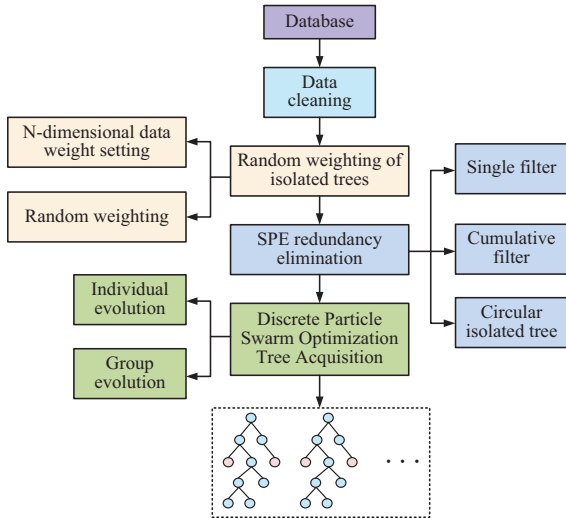 Database
Data
cleaning
N-dimensional data
weight setting
Random weighting of
isolated trees
Random weighting
Single filter
SPE redundancy
elimination
Cumulative
filter
Circular
isolated tree
Individual
evolution
Discrete Particle
Swarm Optimization
Tree Acquisition
Group
evolution
. . .